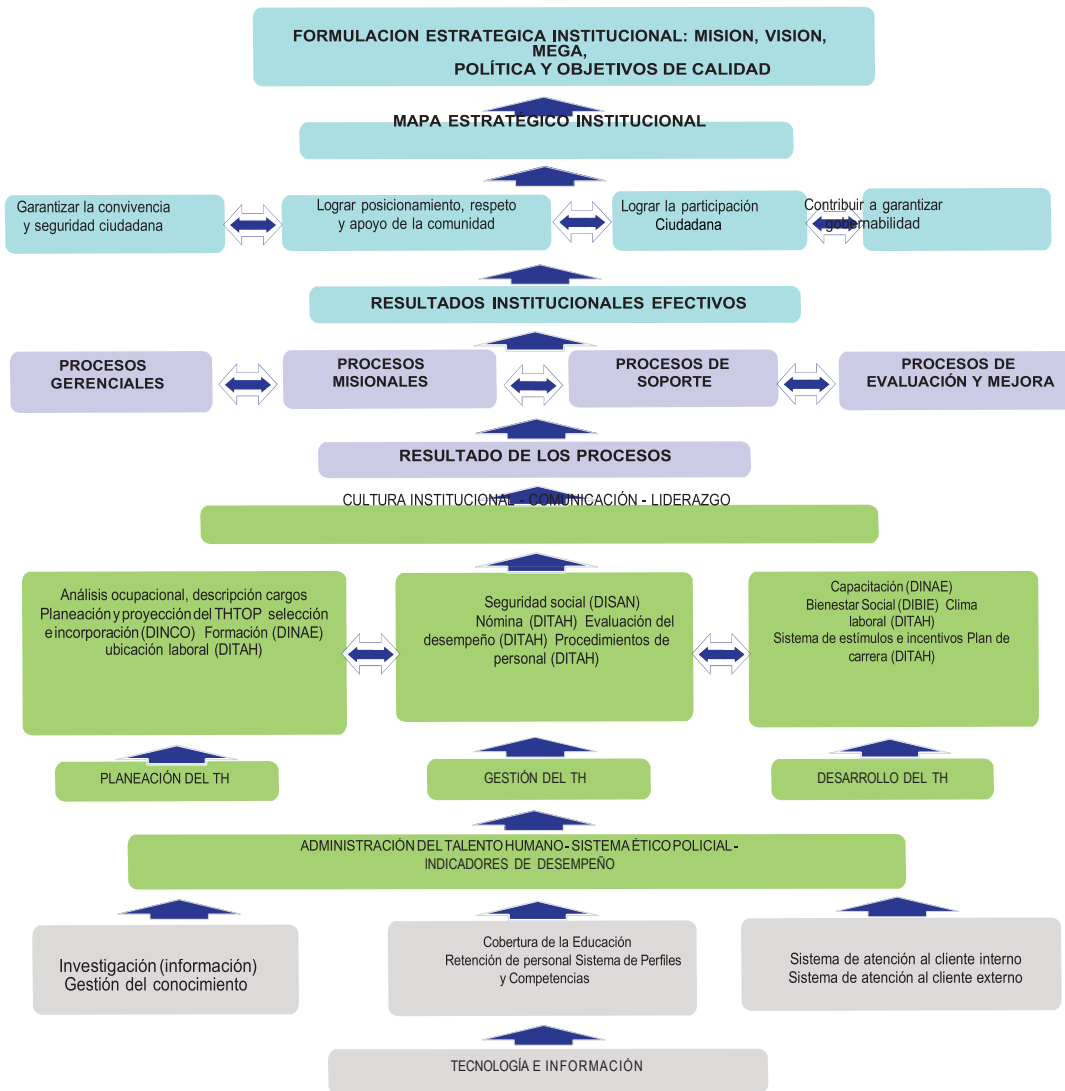 FORMULACION ESTRATEGICA INSTITUCIONAL: MISION, VISION,
MEGA,
POLÍTICA Y OBJETIVOS DE CALIDAD
MAPA ESTRATÉGICO INSTITUCIONAL
Garantizar la convivencia
y seguridad ciudadana
Lograr posicionamiento, respeto
y apoyo de la comunidad
Lograr la participación
Ciudadana
Contribuir a garantizar
gobernabilidad
RESULTADOS INSTITUCIONALES EFECTIVOS
PROCESOS
GERENCIALES
PROCESOS
MISIONALES
PROCESOS DE
SOPORTE
PROCESOS DE
EVALUACIÓN Y MEJORA
RESULTADO DE LOS PROCESOS
CULTURA INSTITUCIONAL - COMUNICACIÓN - LIDERAZGO
Análisis ocupacional, descripción cargos
Planeación y proyección del THTOP selección
e incorporación (DINCO) Formación (DINAE)
ubicación laboral (DITAH)
Seguridad social (DISAN)
Nómina (DITAH) Evaluación del
desempeño (DITAH) Procedimientos de
personal (DITAH)
Capacitación (DINAE)
Bienestar Social (DIBIE) Clima
laboral (DITAH)
Sistema de estímulos e incentivos Plan de
carrera (DITAH)
PLANEACIÓN DEL TH
GESTIÓN DEL TH
DESARROLLO DEL TH
ADMINISTRACIÓN DEL TALENTO HUMANO- SISTEMA ÉTICO POLICIAL -
INDICADORES DE DESEMPEÑO
Investigación (información)
Gestión del conocimiento
Cobertura de la Educación
Retención de personal Sistema de Perfiles
y Competencias
Sistema de atención al cliente interno
Sistema de atención al cliente externo
TECNOLOGÍA E INFORMACIÓN